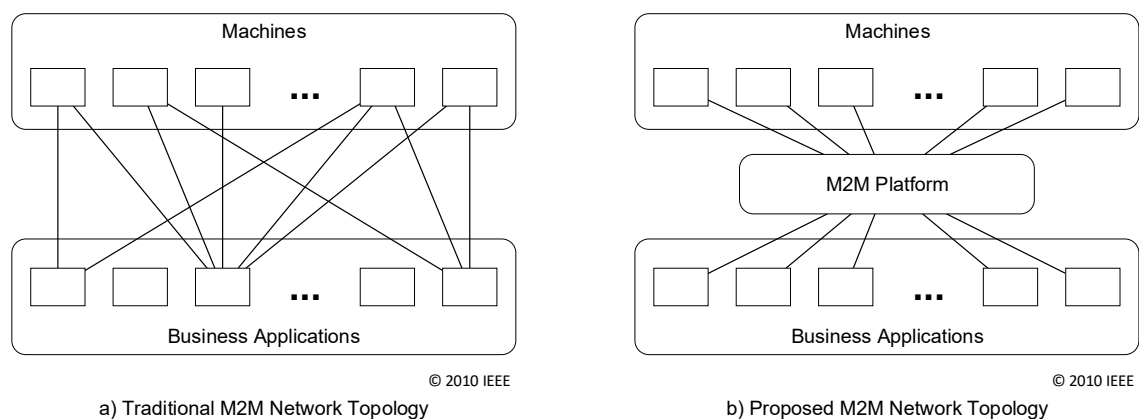 Machines
...
Business Applications
...
© 2010 IEEE
a) Traditional M2M Network Topology
Machines
...
M2M Platform
...
Business Applications
© 2010 IEEE
b) Proposed M2M Network Topology